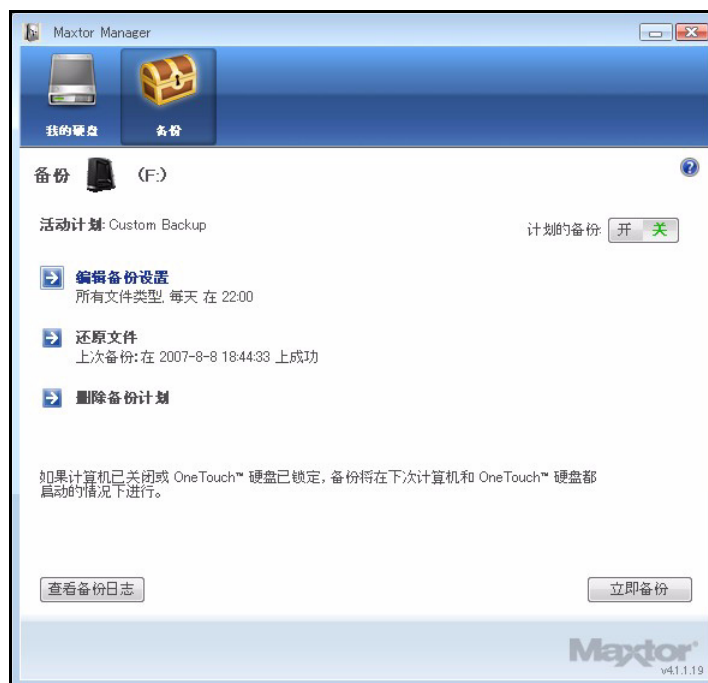 Maxtor Manager
我的硬盘
备份
备份 (F:)
活动计划: Custom Backup
计划的备份: 开 关
编辑备份设置
所有文件类型, 每天 在 22:00
还原文件
上次备份: 在 2007-8-8 18:44:33 上成功
删除备份计划
如果计算机已关闭或 OneTouch™ 硬盘已锁定, 备份将在下次计算机和 OneTouch™ 硬盘都
启动的情况下进行。
查看备份日志
立即备份
Maxtor
v4.1.1.19